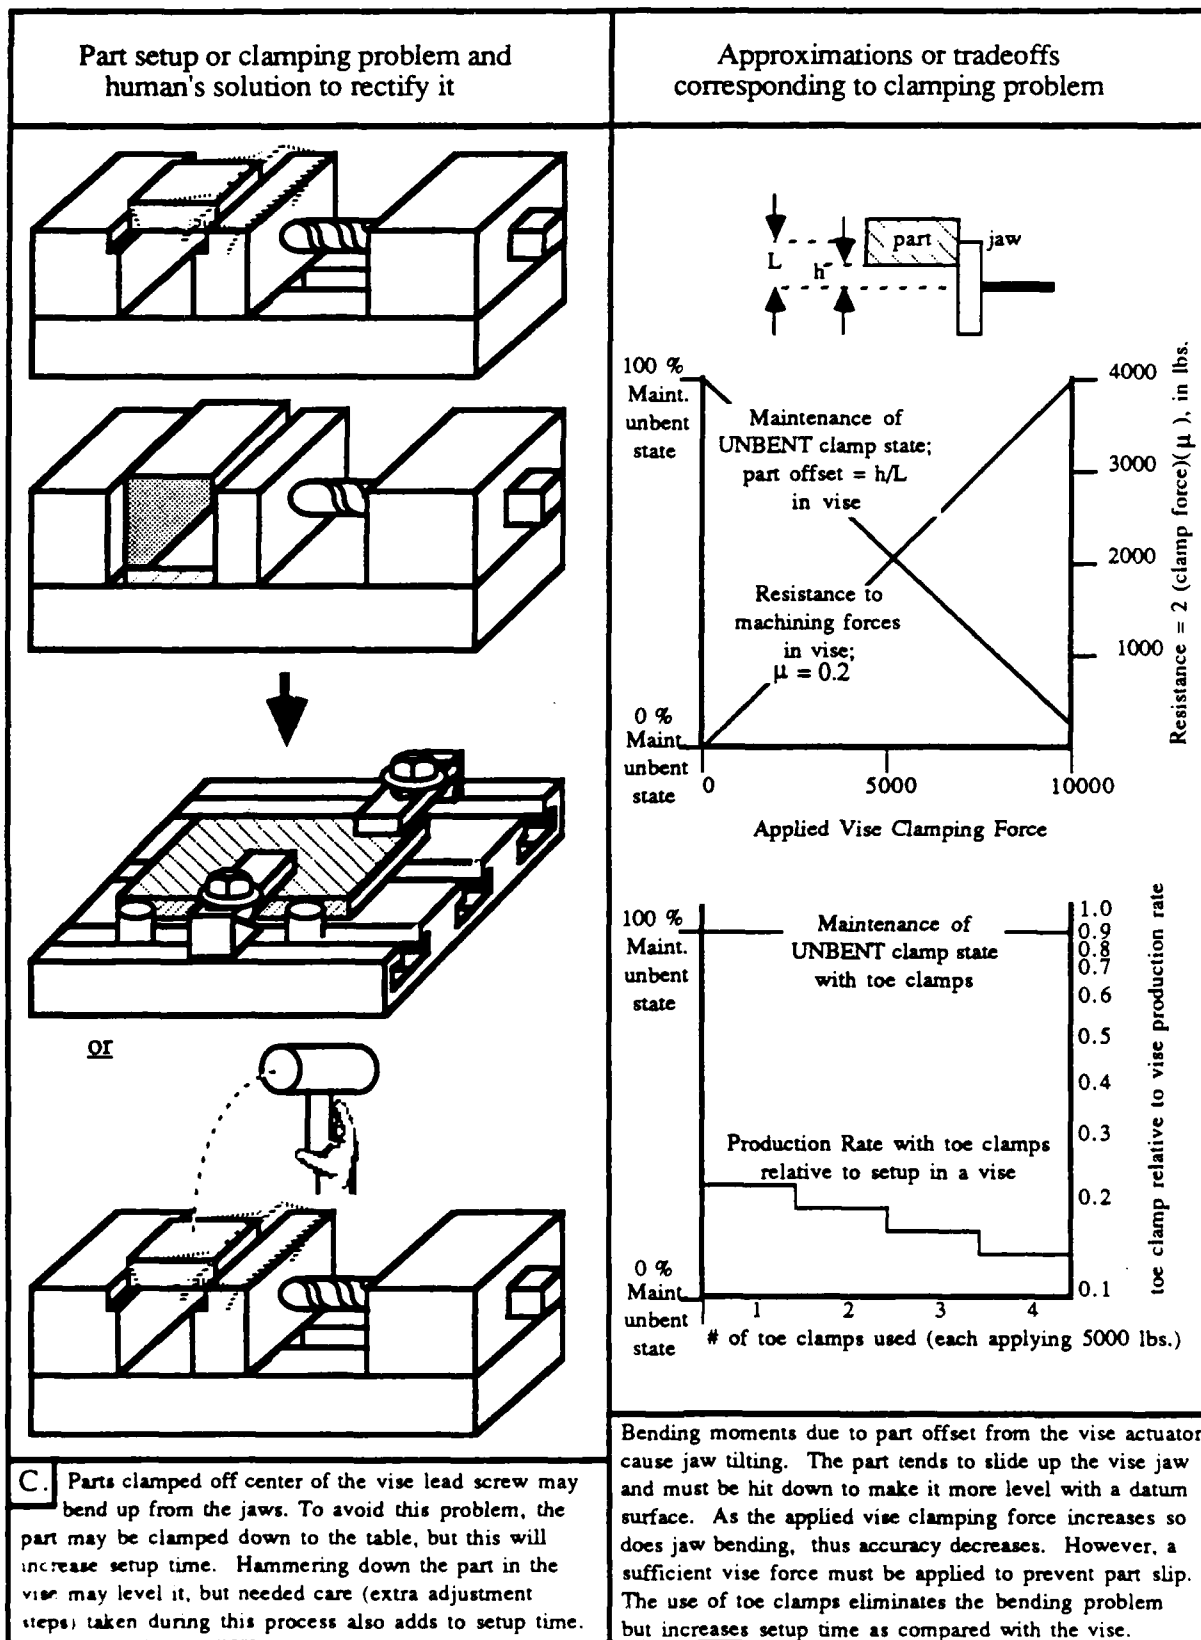 Part setup or clamping problem and
human's solution to rectify it
Approximations or tradeoffs
corresponding to clamping problem
part
jaw
L
h
100 %
Maint.
unbent
state
Maintenance of
UNBENT clamp state;
part offset = h/L
in vise
Resistance to
machining forces
in vise;
μ = 0.2
0 %
Maint.
unbent
state
4000
3000
2000
1000
Resistance = 2 (clamp force)(μ), in lbs.
0
5000
10000
Applied Vise Clamping Force
or
100 %
Maint.
unbent
state
Maintenance of
UNBENT clamp state
with toe clamps
Production Rate with toe clamps
relative to setup in a vise
0 %
Maint.
unbent
state
1.0
0.9
0.8
0.7
0.6
0.5
0.4
0.3
0.2
0.1
toe clamp relative to vise production rate
1
2
3
4
# of toe clamps used (each applying 5000 lbs.)
C. Parts clamped off center of the vise lead screw may
bend up from the jaws. To avoid this problem, the
part may be clamped down to the table, but this will
increase setup time. Hammering down the part in the
vise may level it, but needed care (extra adjustment
steps) taken during this process also adds to setup time.
Bending moments due to part offset from the vise actuator
cause jaw tilting. The part tends to slide up the vise jaw
and must be hit down to make it more level with a datum
surface. As the applied vise clamping force increases so
does jaw bending, thus accuracy decreases. However, a
sufficient vise force must be applied to prevent part slip.
The use of toe clamps eliminates the bending problem
but increases setup time as compared with the vise.